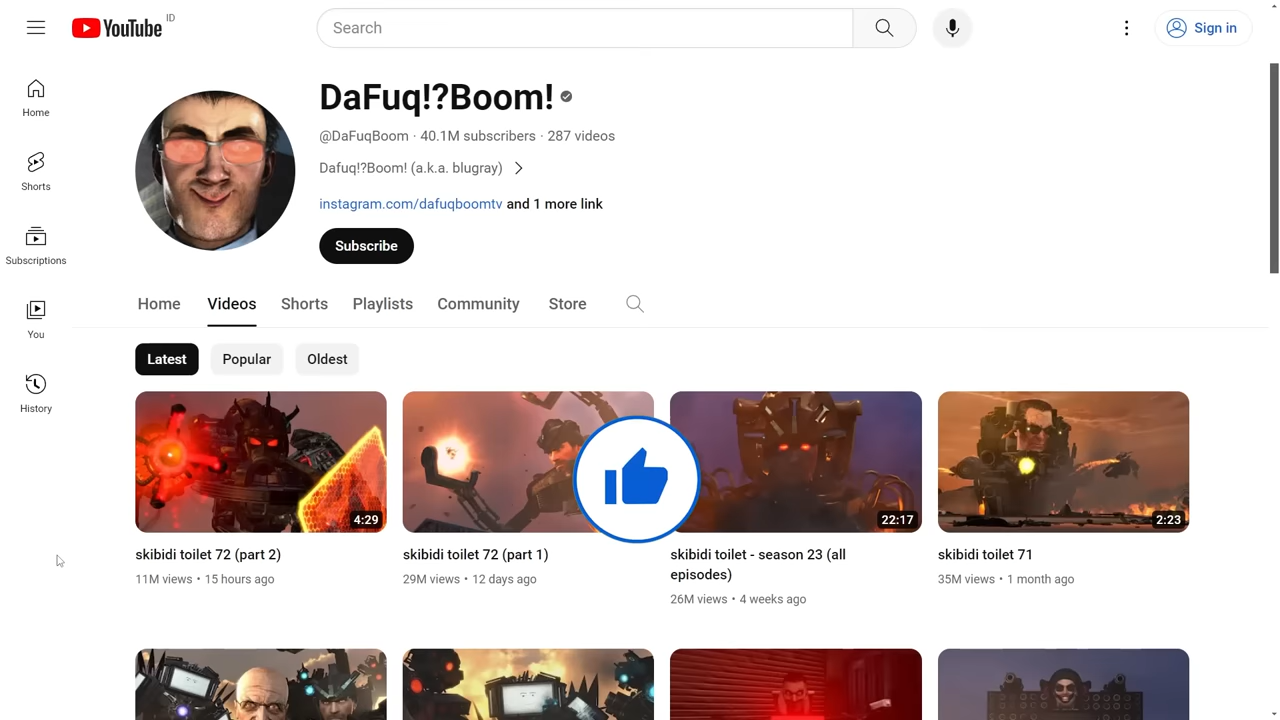 YouTube ID
Search
Sign in
Home
Shorts
Subscriptions
You
History
DaFuq!?Boom!
@DaFuqBoom · 40.1M subscribers · 287 videos
Dafuq!?Boom! (a.k.a. blugray)
instagram.com/dafuqboomtv and 1 more link
Subscribe
Home Videos Shorts Playlists Community Store
Latest Popular Oldest
4:29
22:17
2:23
skibidi toilet 72 (part 2)
11M views • 15 hours ago
skibidi toilet 72 (part 1)
29M views • 12 days ago
skibidi toilet - season 23 (all
episodes)
26M views • 4 weeks ago
skibidi toilet 71
35M views • 1 month ago